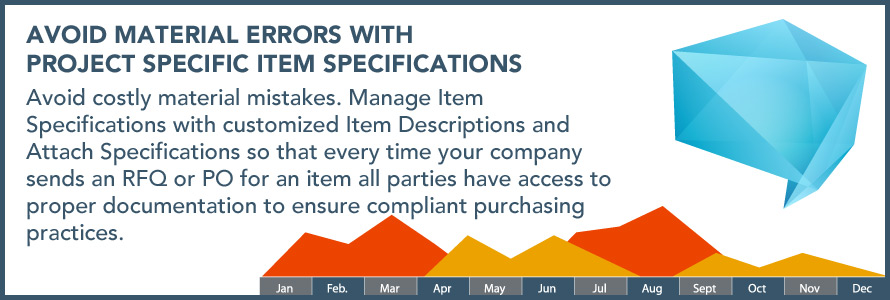 AVOID MATERIAL ERRORS WITH
PROJECT SPECIFIC ITEM SPECIFICATIONS
Avoid costly material mistakes. Manage Item
Specifications with customized Item Descriptions and
Attach Specifications so that every time your company
sends an RFQ or PO for an item all parties have access to
proper documentation to ensure compliant purchasing
practices.
Jan Feb. Mar Apr May Jun Jul Aug Sept Oct Nov Dec